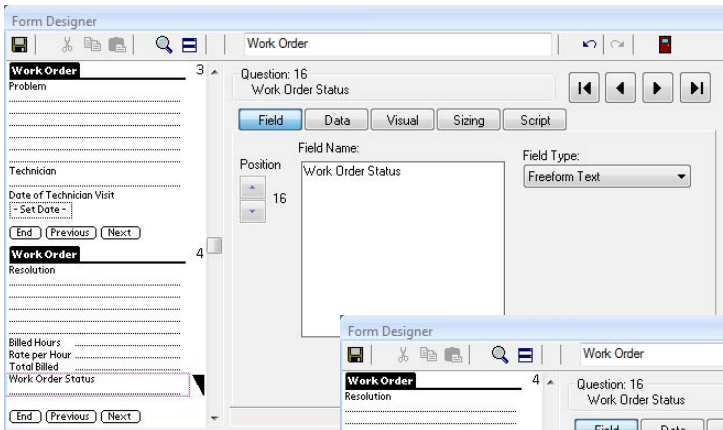 Form Designer
Work Order
Work Order 3
Problem
Technician
Date of Technician Visit
- Set Date -
End Previous Next
Work Order 4
Resolution
Billed Hours
Rate per Hour
Total Billed
Work Order Status
End Previous Next
Question: 16
Work Order Status
Field Data Visual Sizing Script
Position
16
Field Name:
Work Order Status
Field Type:
Freeform Text
Form Designer
Work Order
Work Order 4
Resolution
Question: 16
Work Order Status
Field Data